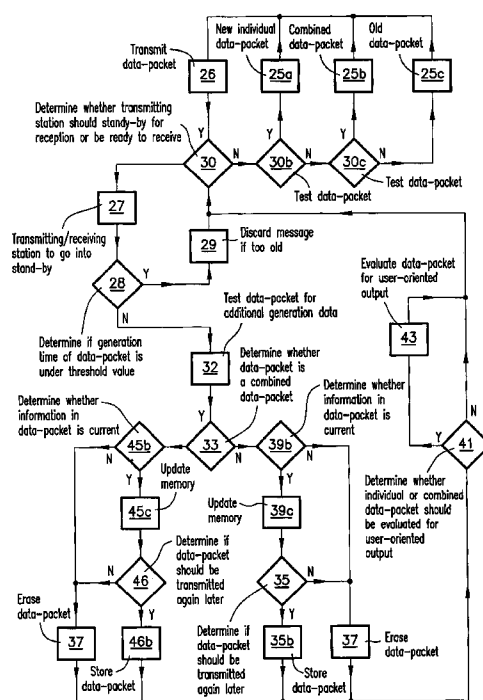 New individual
data-packet
Combined
data-packet
Old
data-packet
Transmit
data-packet
26
25a
25b
25c
Determine whether transmitting
station should standy-by for
reception or be ready to receive
Y
Y
Y
30
N
30b
N
30c
N
Test data-packet
Test data-packet
27
Transmitting/receiving
station to go into
stand-by
29
Discard message
if too old
28
Y
N
Determine if generation
time of data-packet is
under threshold value
Test data-packet for
additional generation data
32
Evaluate data-packet
for user-oriented
output
43
Determine whether
data-packet is
a combined
data-packet
Determine whether
information in
data-packet is current
Determine whether
information in
data-packet is current
Y
45b
N
33
N
39b
N
Y
Y
Y
41
N
Update
memory
45c
Update
memory
39c
Determine whether
individual or combined
data-packet should
be evaluated for
user-oriented
output
Determine if
data-packet
should be
transmitted
again later
N
46
Y
35
N
Y
Erase
data-packet
37
46b
Store
data-packet
Determine if
data-packet
should be
transmitted
again later
35b
Store
data-packet
37
Erase
data-packet